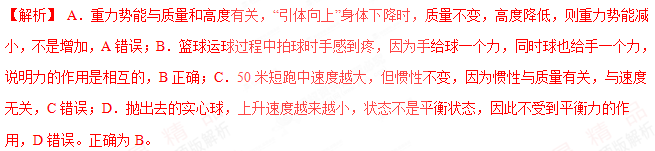 【解析】 A．重力势能与质量和高度有关，“引体向上”身体下降时，质量不变，高度降低，则重力势能减
小，不是增加，A 错误；B．篮球运球过程中拍球时手感到疼，因为手给球一个力，同时球也给手一个力，
说明力的作用是相互的，B 正确；C．50 米短跑中速度越大，但惯性不变，因为惯性与质量有关，与速度
无关，C 错误；D．抛出去的实心球，上升速度越来越小，状态不是平衡状态，因此不受到平衡力的作
用，D 错误。正确为 B。